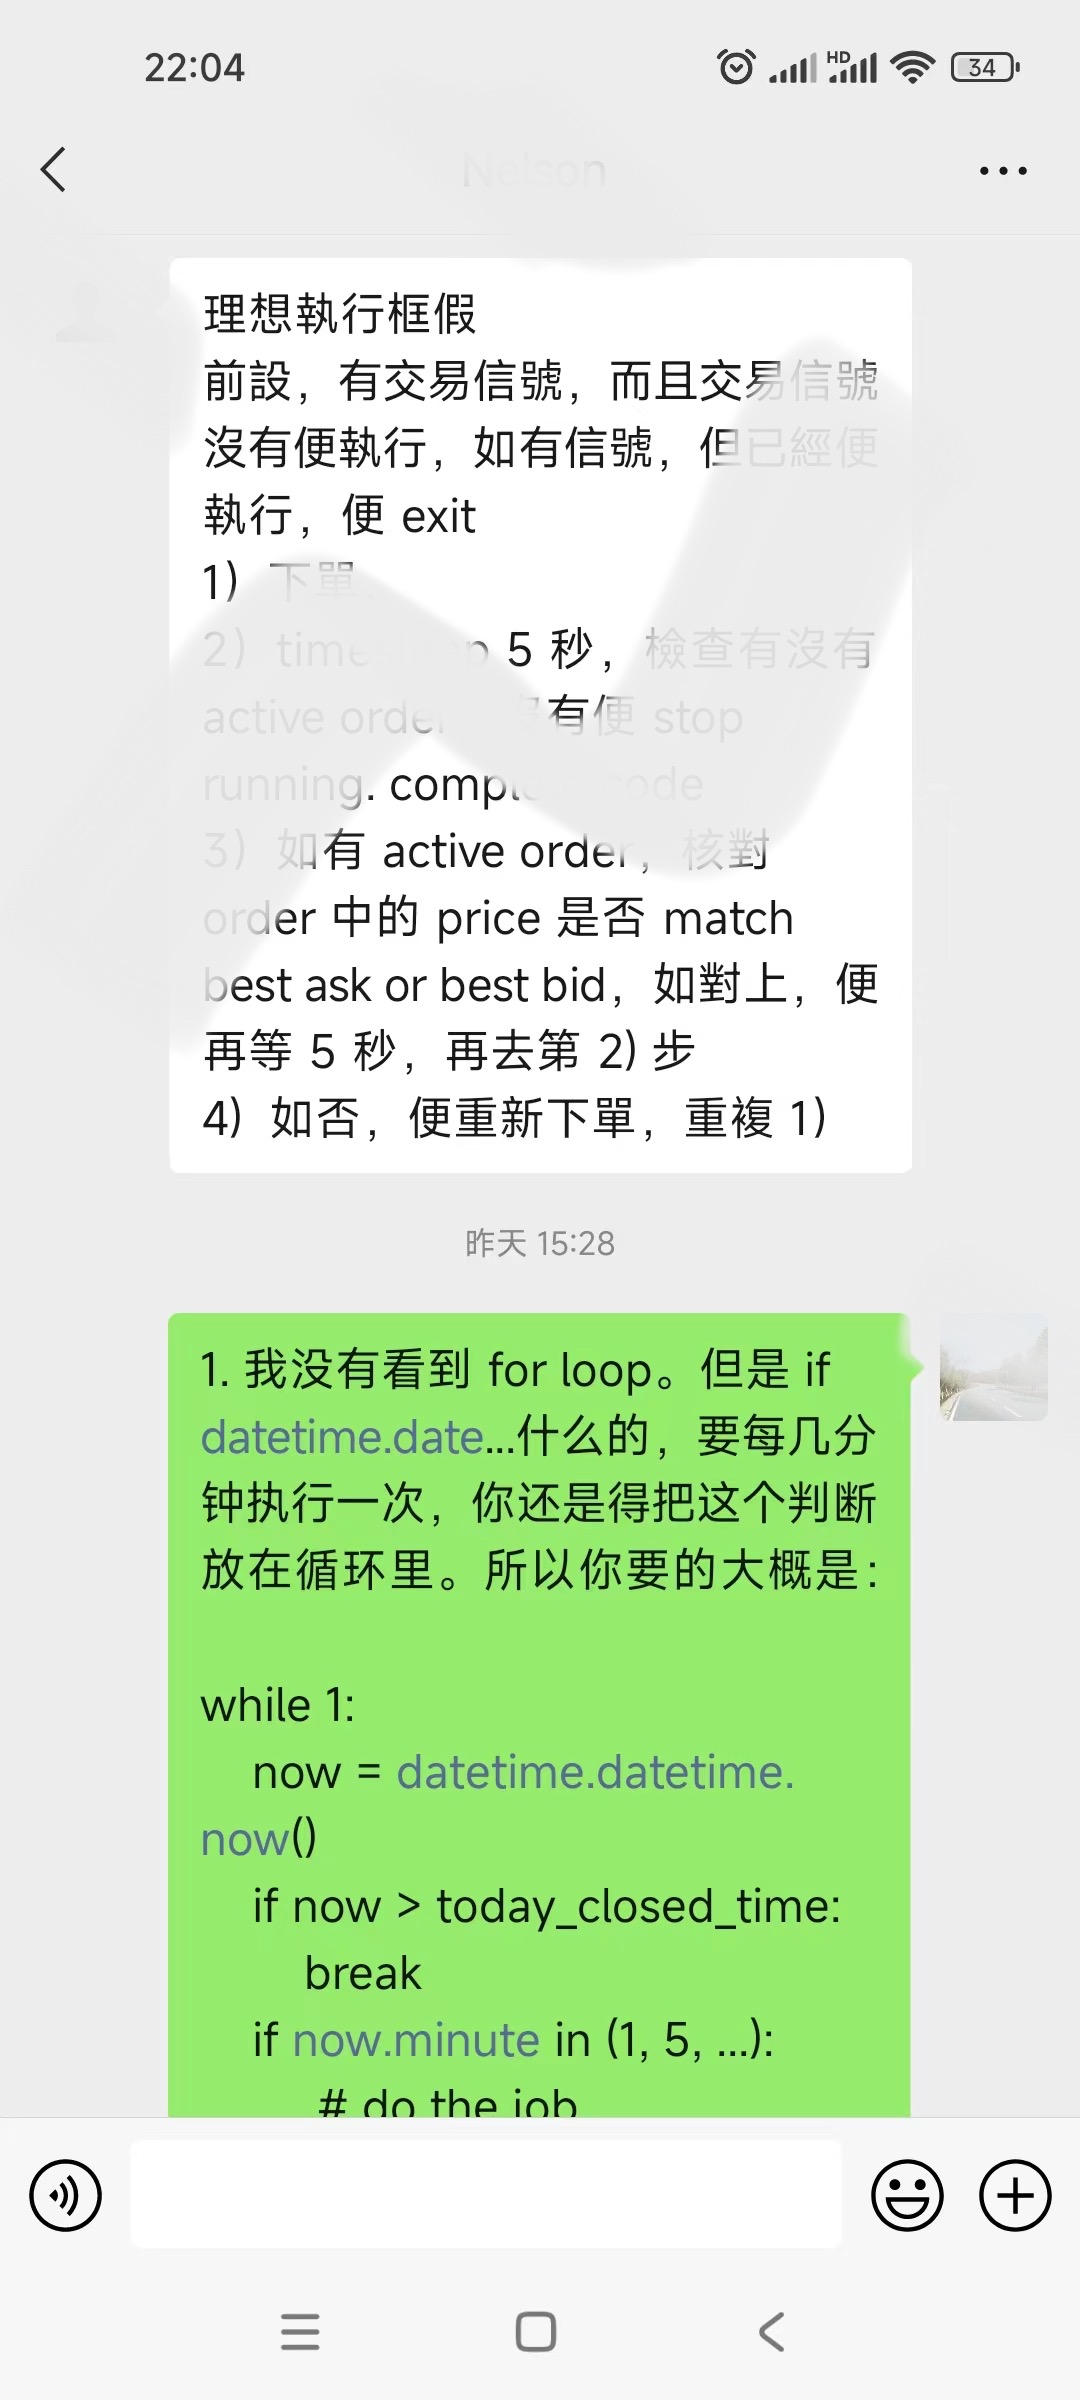 22:04
HD
34
Nelson
理想執行框假
前設，有交易信號，而且交易信號
沒有便執行，如有信號，但已經便
執行，便 exit
1）下單
2）time 5 秒，檢查有沒有
active order 有便 stop
running. code
3）如有 active order，核對
order 中的 price 是否 match
best ask or best bid，如對上，便
再等 5 秒，再去第 2) 步
4）如否，便重新下單，重複 1）
昨天 15:28
1. 我没有看到 for loop。但是 if
datetime.date...什么的，要每几分
钟执行一次，你还是得把这个判断
放在循环里。所以你要的大概是：
while 1:
now = datetime.datetime.
now()
if now > today_closed_time:
break
if now.minute in (1, 5, ...):
# do the job